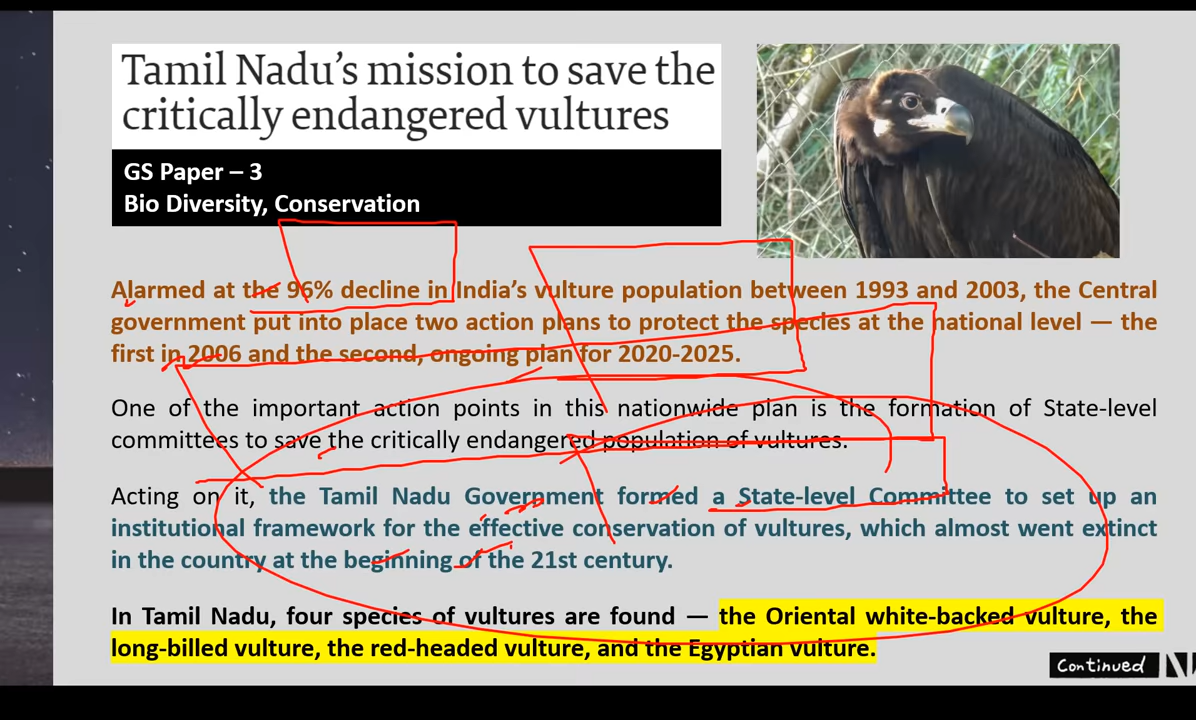 Tamil Nadu's mission to save the
critically endangered vultures
GS Paper – 3
Bio Diversity, Conservation
Alarmed at the 96% decline in India's vulture population between 1993 and 2003, the Central
government put into place two action plans to protect the species at the national level — the
first in 2006 and the second, ongoing plan for 2020-2025.
One of the important action points in this nationwide plan is the formation of State-level
committees to save the critically endangered population of vultures.
Acting on it, the Tamil Nadu Government formed a State-level Committee to set up an
institutional framework for the effective conservation of vultures, which almost went extinct
in the country at the beginning of the 21st century.
In Tamil Nadu, four species of vultures are found — the Oriental white-backed vulture, the
long-billed vulture, the red-headed vulture, and the Egyptian vulture.
Continued